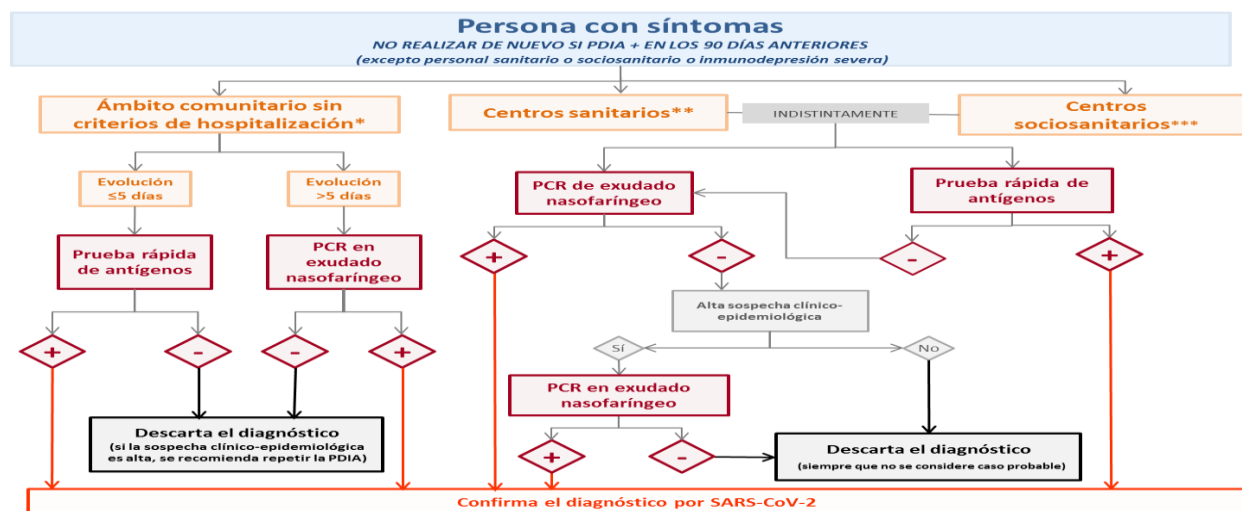 Persona con síntomas
NO REALIZAR DE NUEVO SI PDIA + EN LOS 90 DÍAS ANTERIORES
(excepto personal sanitario o sociosanitario o inmunodepresión severa)
Ámbito comunitario sin
criterios de hospitalización*
Centros sanitarios**
INDISTINTAMENTE
Centros
sociosanitarios***
Evolución
≤5 días
Evolución
>5 días
PCR de exudado
nasofaríngeo
Prueba rápida de
antígenos
Prueba rápida
de antígenos
PCR en
exudado
nasofaríngeo
+
-
-
+
Alta sospecha clínico-
epidemiológica
+
-
-
+
Sí
No
PCR en exudado
nasofaríngeo
Descarta el diagnóstico
(si la sospecha clínico-epidemiológica
es alta, se recomienda repetir la PDIA)
+
-
Descarta el diagnóstico
(siempre que no se considere caso probable)
Confirma el diagnóstico por SARS-CoV-2